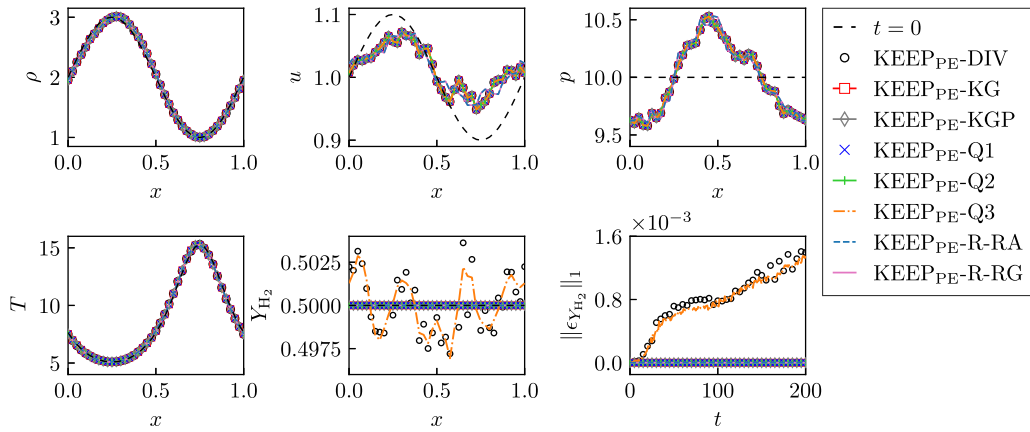 3
2
1
ρ
0.0
0.5
1.0
x
1.1
1.0
0.9
u
0.0
0.5
1.0
x
10.5
10.0
9.5
p
0.0
0.5
1.0
x
t = 0
KEEP_PE-DIV
KEEP_PE-KG
KEEP_PE-KGP
KEEP_PE-Q1
KEEP_PE-Q2
KEEP_PE-Q3
KEEP_PE-R-RA
KEEP_PE-R-RG
15
10
5
T
0.0
0.5
1.0
x
0.5025
0.5000
0.4975
Y_H₂
0.0
0.5
1.0
x
×10⁻³
1.6
0.8
0.0
||ϵ_Y_H₂||₁
0
100
200
t